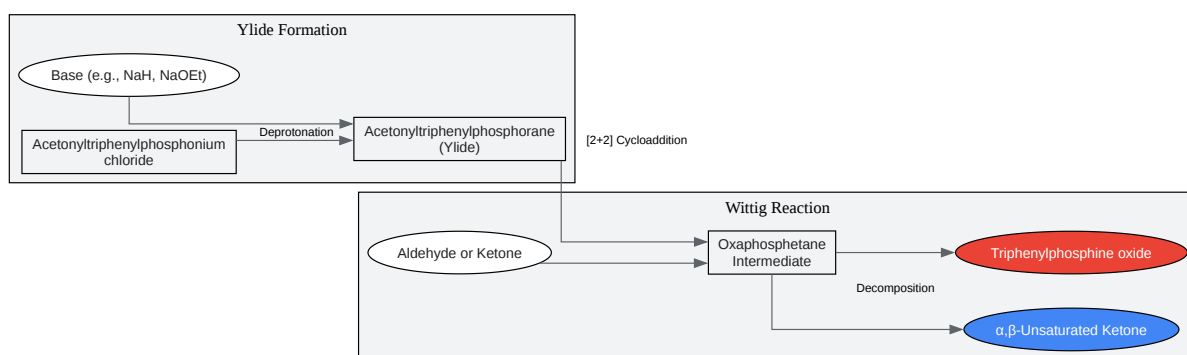 Ylide Formation
Base (e.g., NaH, NaOEt)
Acetonyltriphenylphosphonium
chloride
Deprotonation
Acetonyltriphenylphosphorane
(Ylide)
[2+2] Cycloaddition
Wittig Reaction
Aldehyde or Ketone
Oxaphosphetane
Intermediate
Triphenylphosphine oxide
Decomposition
α,β-Unsaturated Ketone